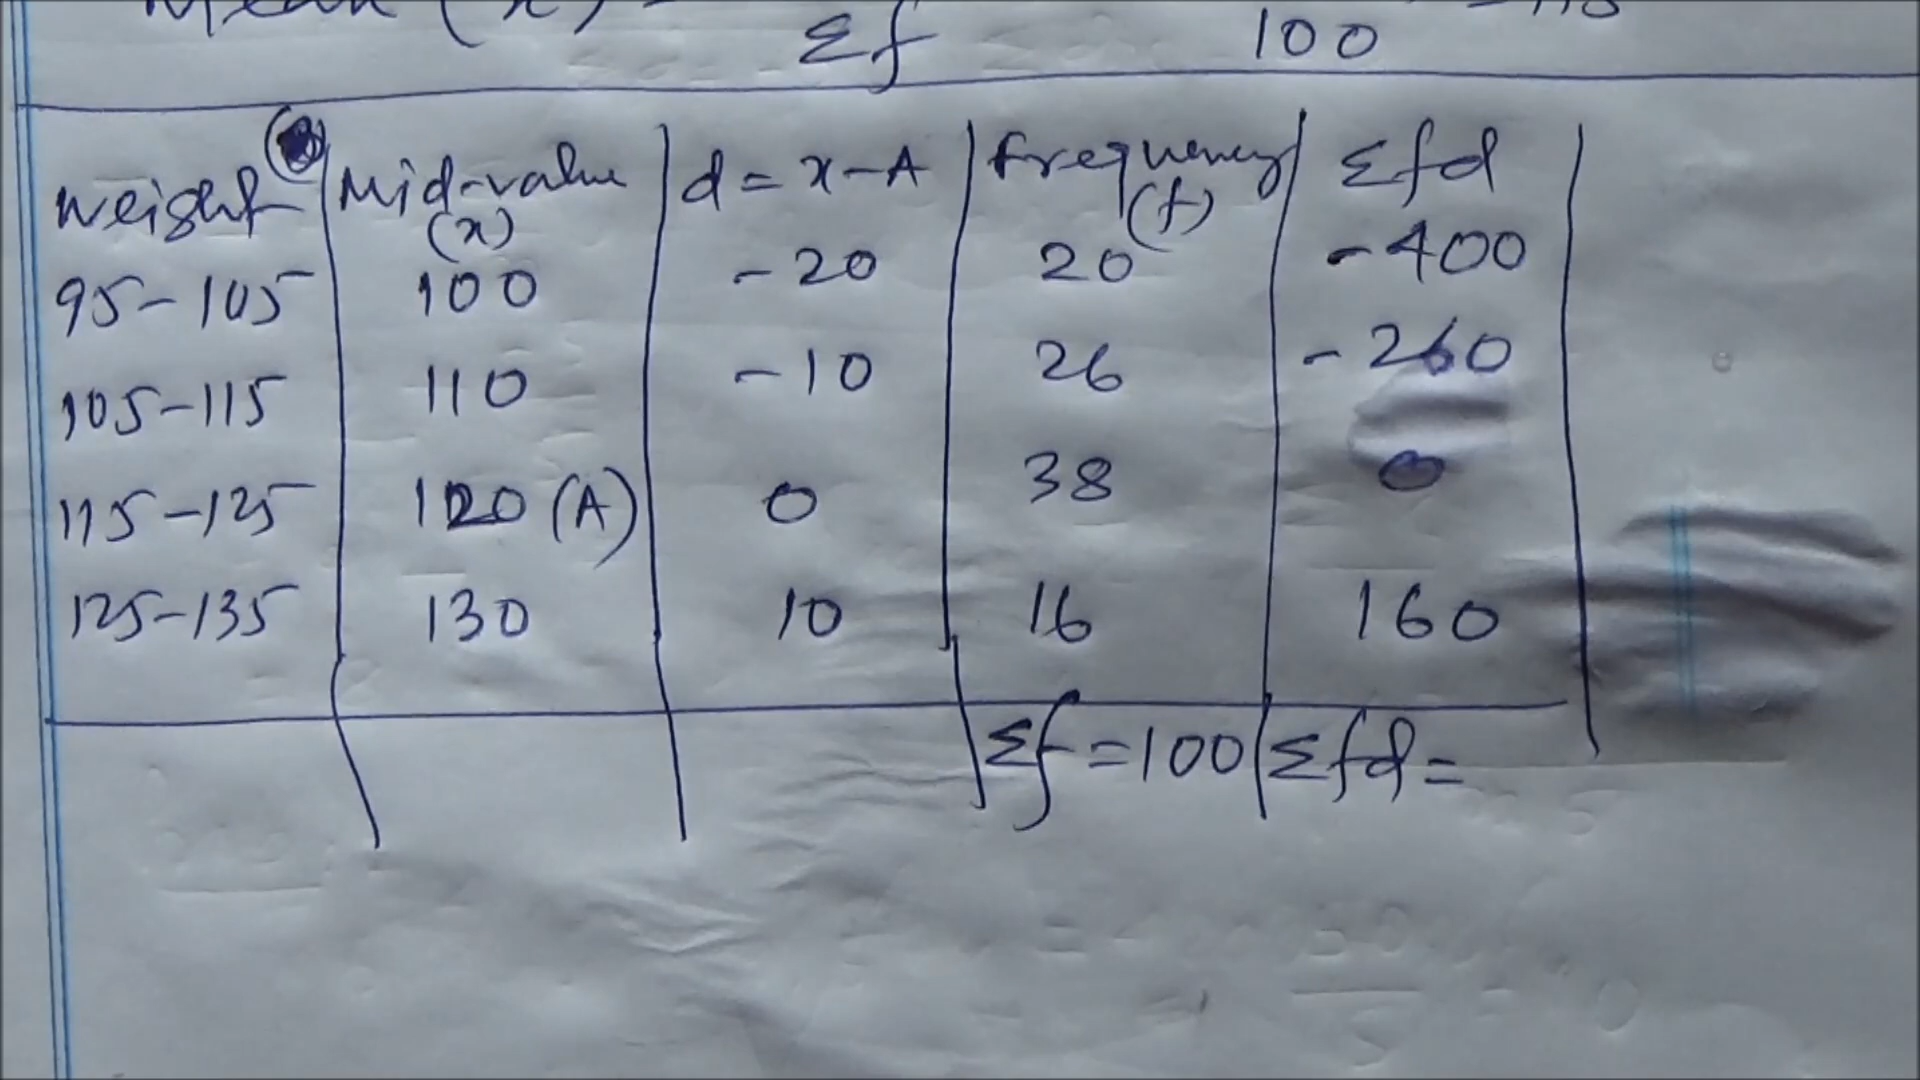 Mean (x) =
Σf 100
Weight Mid-value (x) d = x-A Frequency (f) Σfd
95-105 100 -20 20 -400
105-115 110 -10 26 -260
115-125 120 (A) 0 38 0
125-135 130 10 16 160
Σf = 100 Σfd =